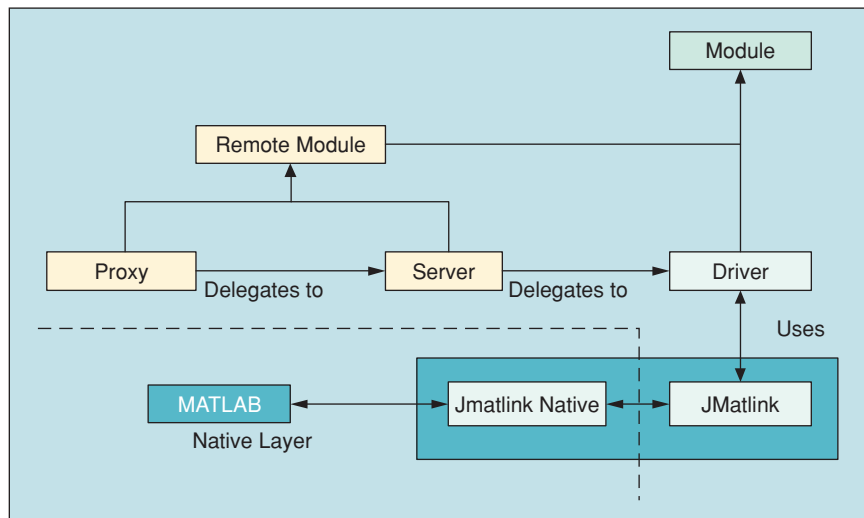 Module
Remote Module
Proxy
Delegates to
Server
Delegates to
Driver
Uses
MATLAB
Native Layer
Jmatlink Native
JMatlink